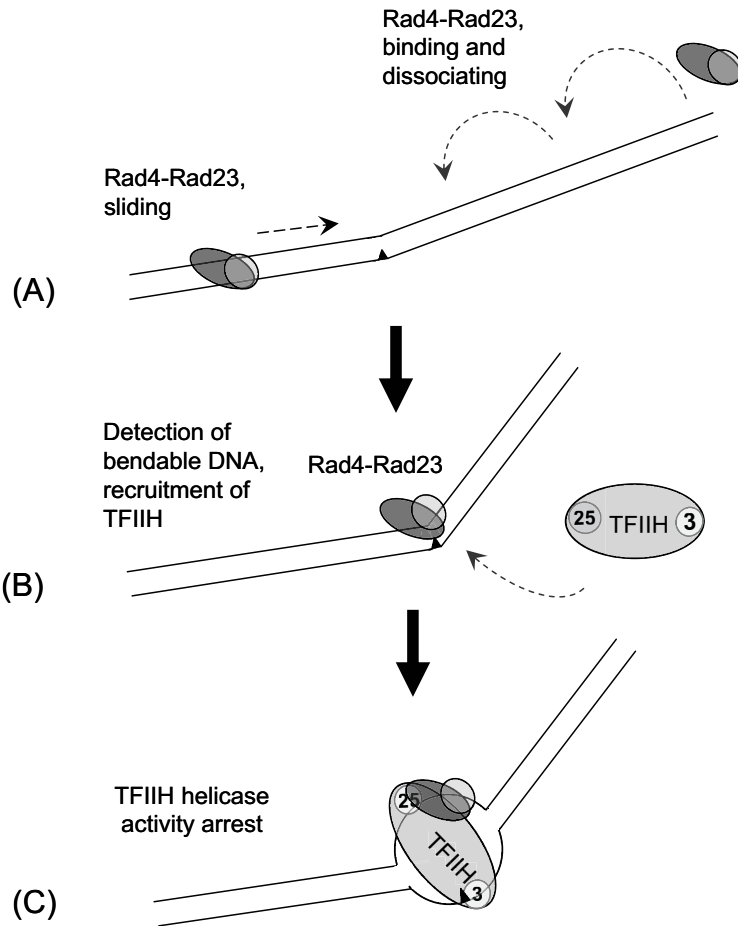 Rad4-Rad23,
binding and
dissociating
Rad4-Rad23,
sliding
(A)
Detection of
bendable DNA,
recruitment of
TFIIH
Rad4-Rad23
25 TFIIH 3
(B)
TFIIH helicase
activity arrest
25
TFIIH
3
(C)